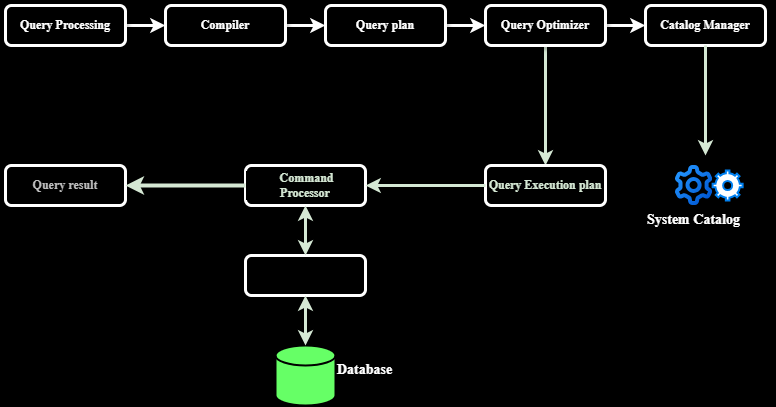 Query Processing
Compiler
Query plan
Query Optimizer
Catalog Manager
Query result
Command
Processor
Query Execution plan
System Catalog
Database